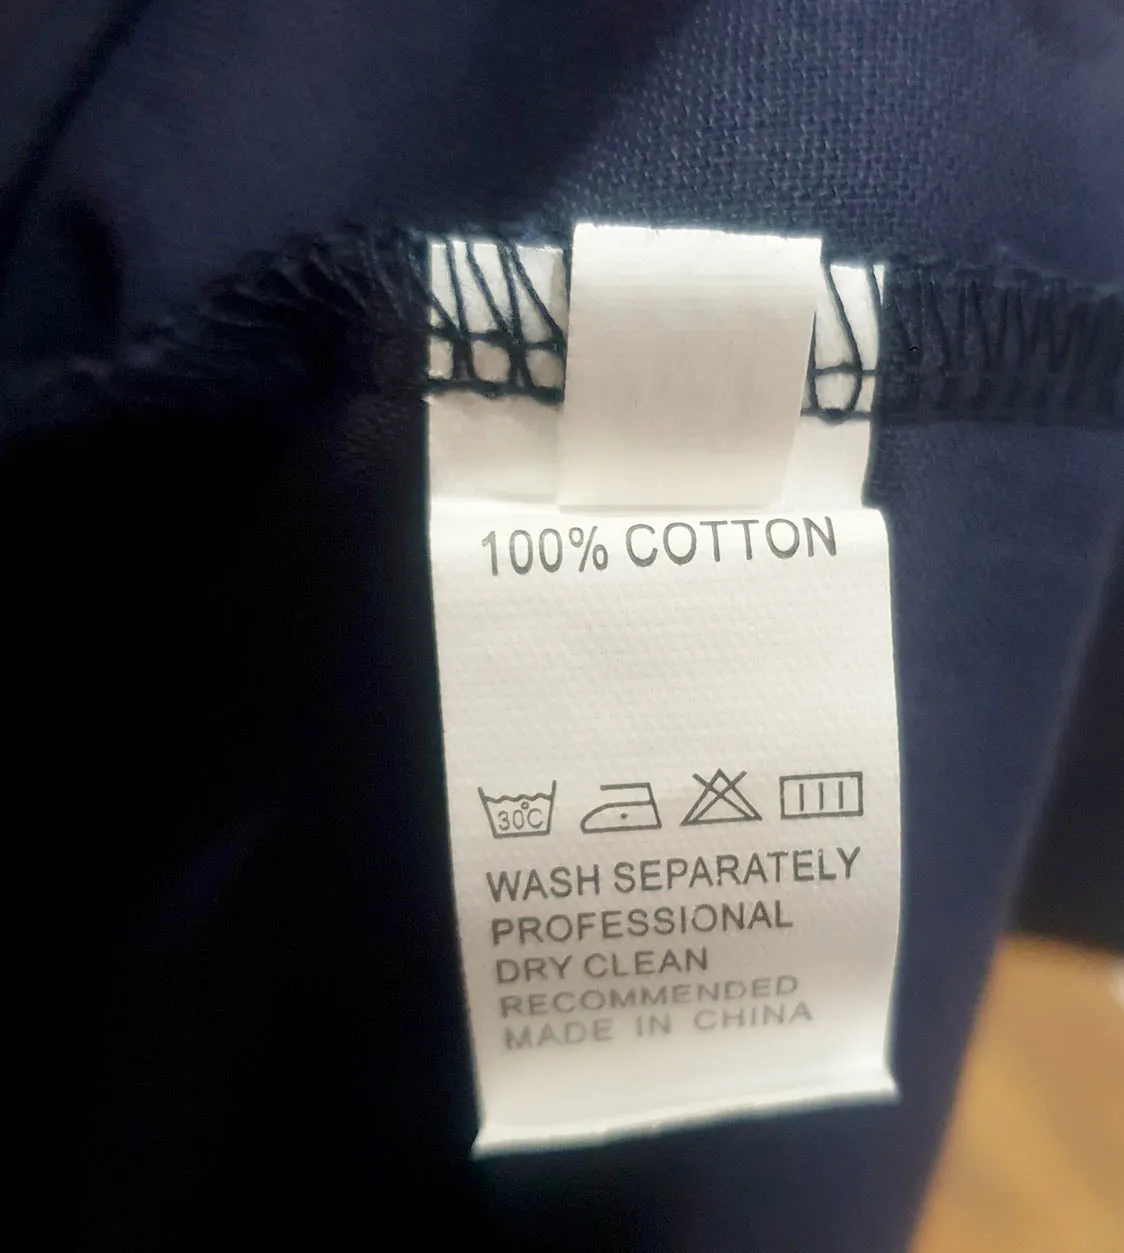 100% COTTON
30°C
WASH SEPARATELY
PROFESSIONAL
DRY CLEAN
RECOMMENDED
MADE IN CHINA